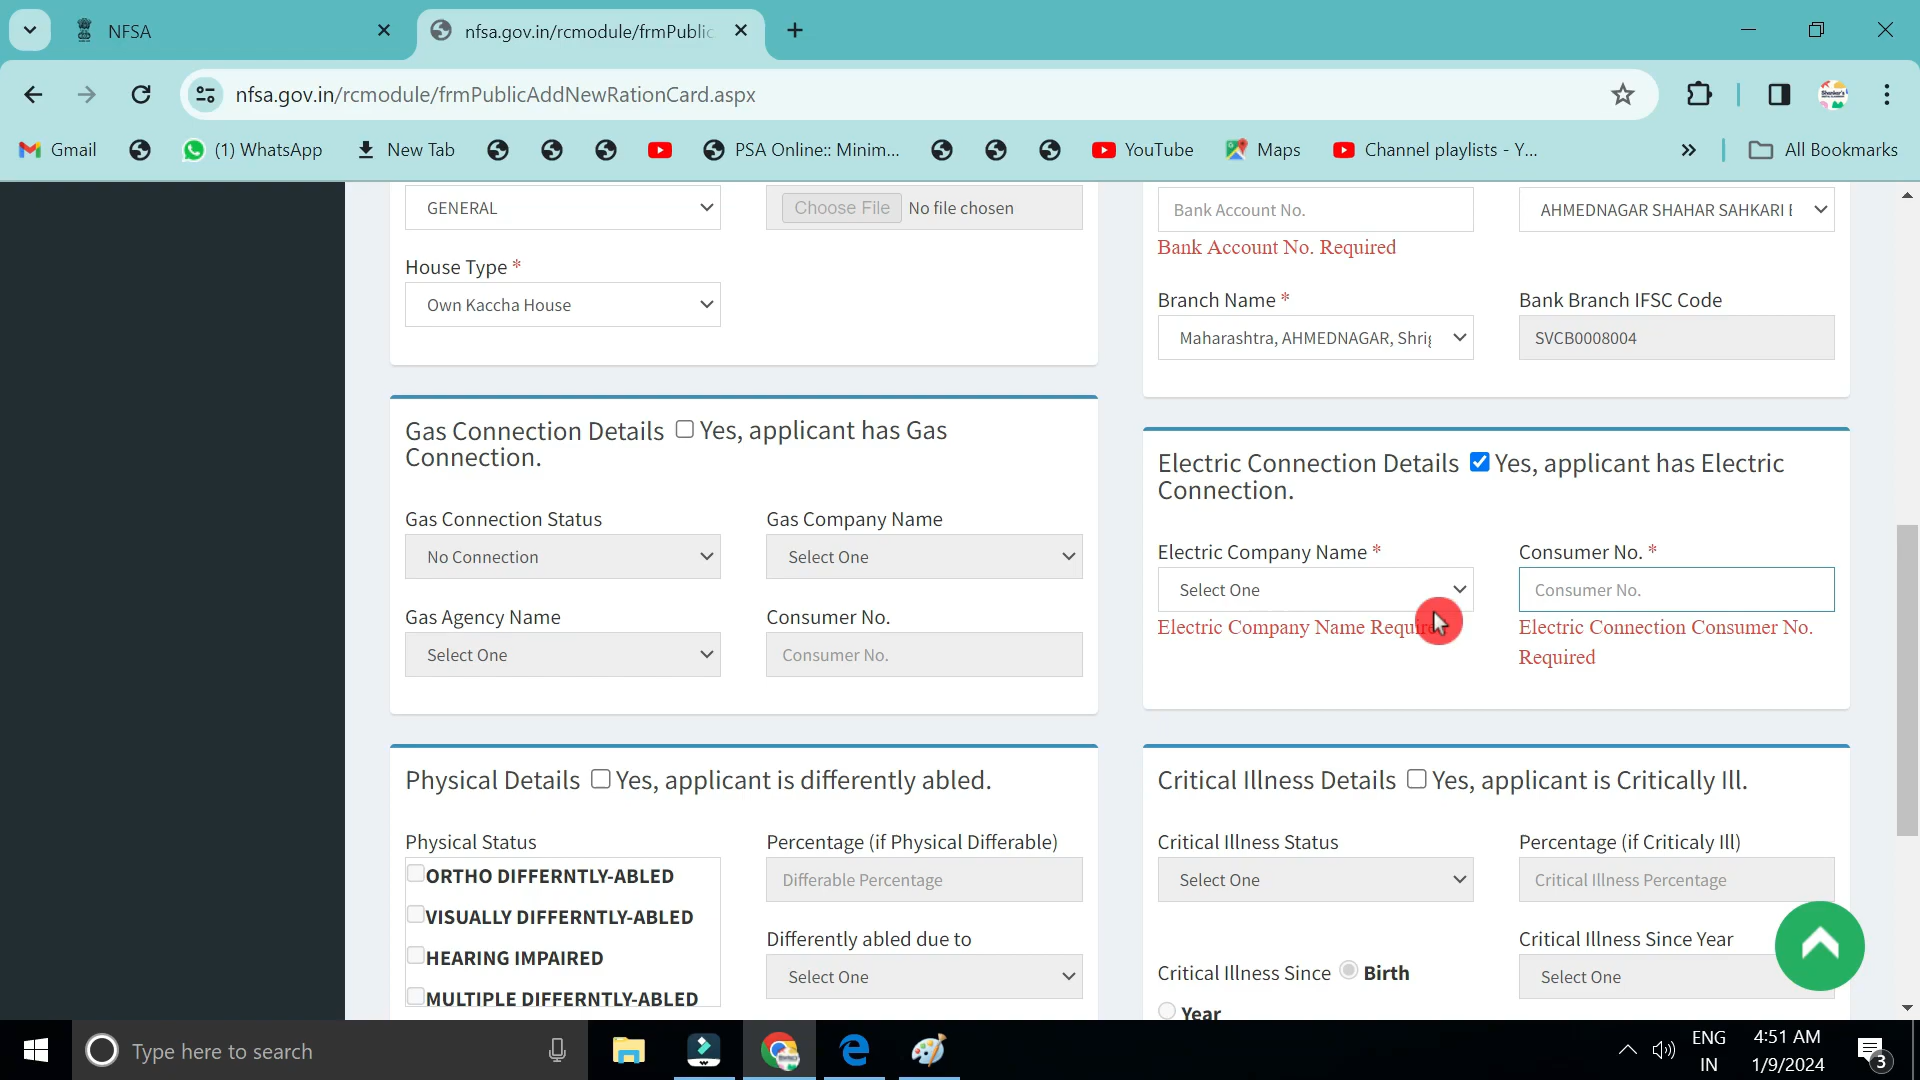 NFSA
nfsa.gov.in/rcmodule/frmPublic
nfsa.gov.in/rcmodule/frmPublicAddNewRationCard.aspx
Gmail
(1) WhatsApp
New Tab
PSA Online:: Minim...
YouTube
Maps
Channel playlists - Y...
»
All Bookmarks
GENERAL
Choose File No file chosen
House Type *
Own Kaccha House
Bank Account No.
AHMEDNAGAR SHAHAR SAHKARI
Bank Account No. Required
Branch Name *
Bank Branch IFSC Code
Maharashtra, AHMEDNAGAR, Shri
SVCB0008004
Gas Connection Details Yes, applicant has Gas
Connection.
Gas Connection Status
Gas Company Name
No Connection
Select One
Gas Agency Name
Consumer No.
Select One
Consumer No.
Electric Connection Details Yes, applicant has Electric
Connection.
Electric Company Name *
Consumer No. *
Select One
Consumer No.
Electric Company Name Required
Electric Connection Consumer No.
Required
Physical Details Yes, applicant is differently abled.
Physical Status
Percentage (if Physical Differable)
ORTHO DIFFERNTLY-ABLED
VISUALLY DIFFERNTLY-ABLED
HEARING IMPAIRED
MULTIPLE DIFFERNTLY-ABLED
Differable Percentage
Differently abled due to
Select One
Critical Illness Details Yes, applicant is Critically Ill.
Critical Illness Status
Percentage (if Criticaly Ill)
Select One
Critical Illness Percentage
Critical Illness Since Birth
Year
Critical Illness Since Year
Select One
Type here to search
ENG
IN
4:51 AM
1/9/2024
3